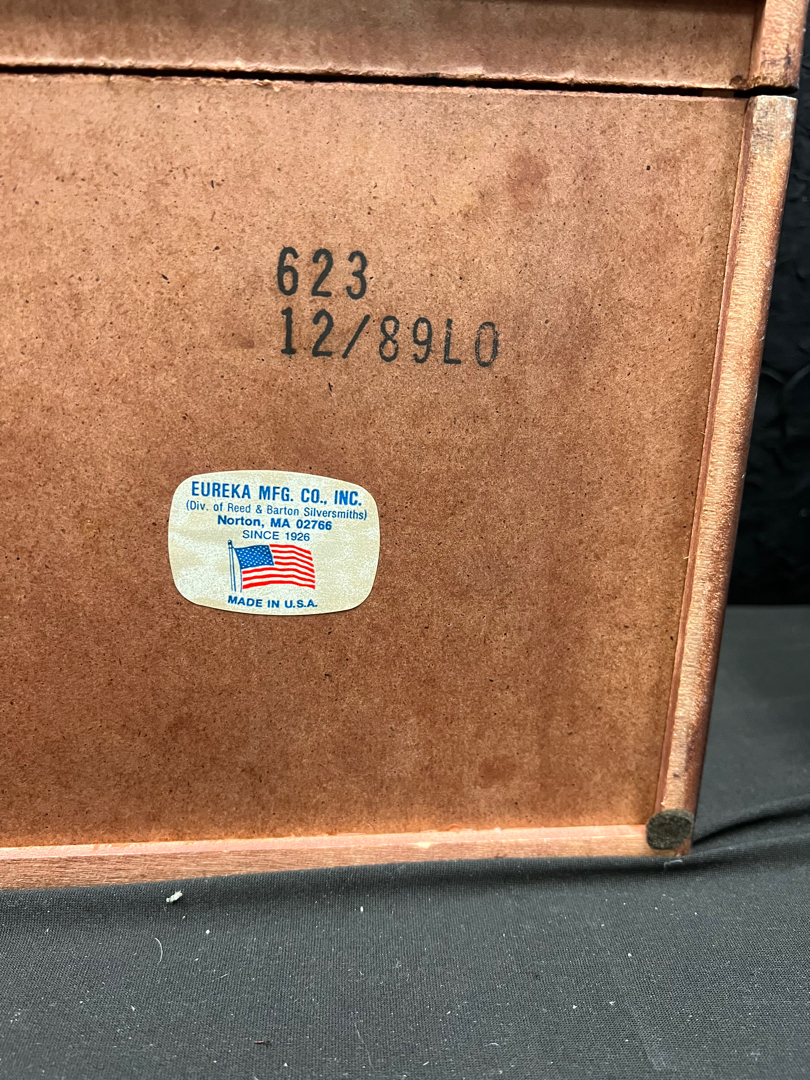 623
12/89LO
EUREKA MFG. CO., INC.
(Div. of Reed & Barton Silversmiths)
Norton, MA 02766
SINCE 1926
MADE IN U.S.A.